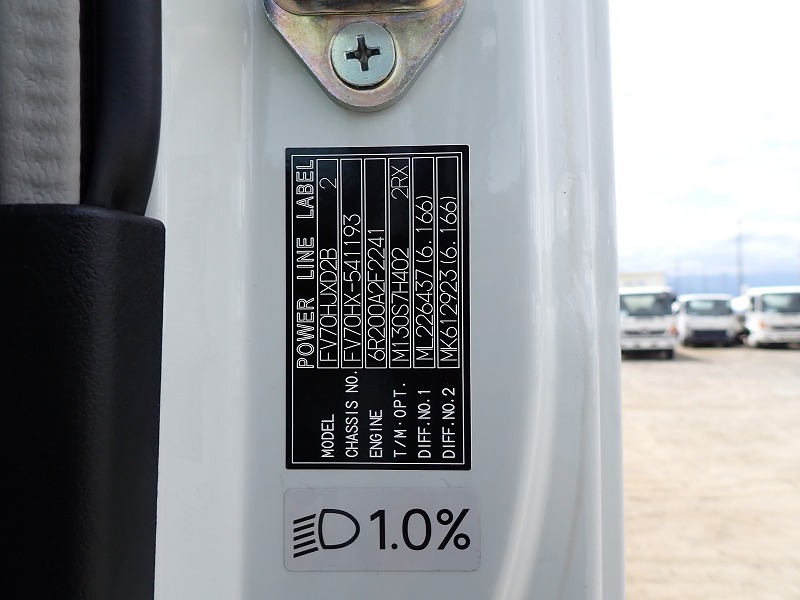 POWER LINE LABEL
MODEL FV70HJXD2B 2
CHASSIS NO. FV70HX-541193
ENGINE 6R200A2F2241
T/M·OPT. M130S7H402 2RX
DIFF.NO.1 ML226437(6.166)
DIFF.NO.2 MK612923(6.166)
1.0%